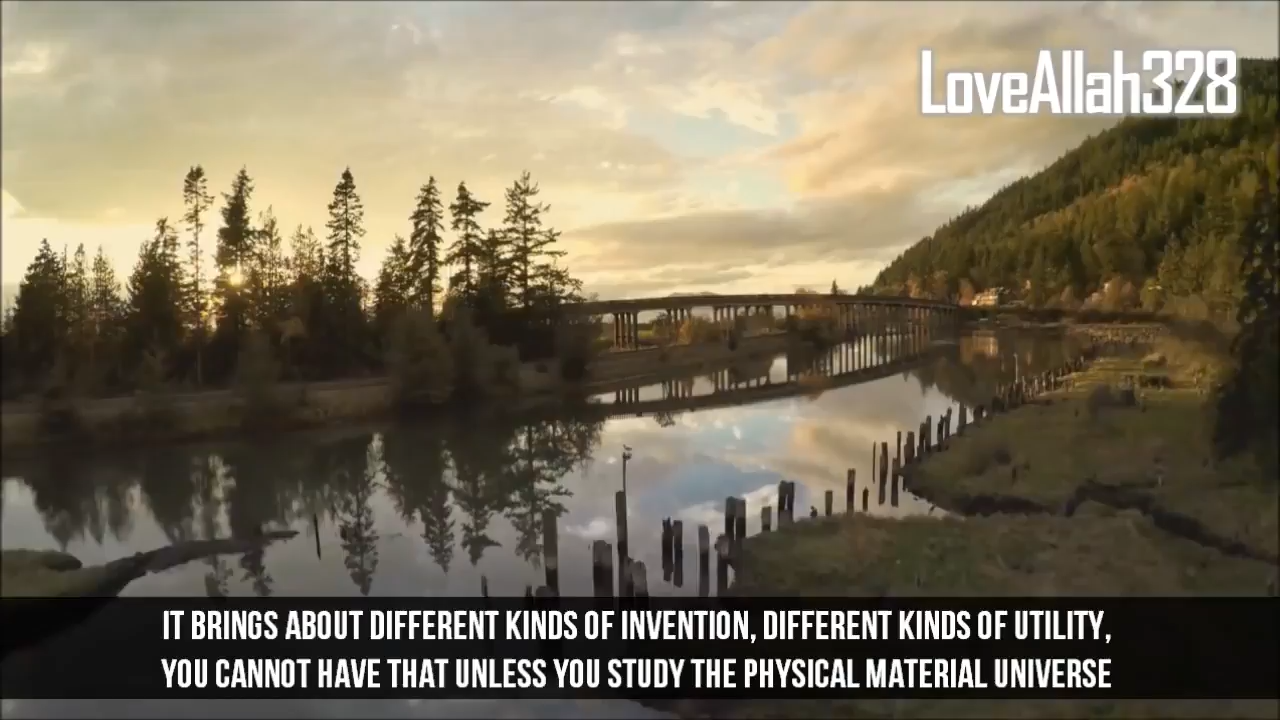 LoveAllah328
IT BRINGS ABOUT DIFFERENT KINDS OF INVENTION, DIFFERENT KINDS OF UTILITY,
YOU CANNOT HAVE THAT UNLESS YOU STUDY THE PHYSICAL MATERIAL UNIVERSE